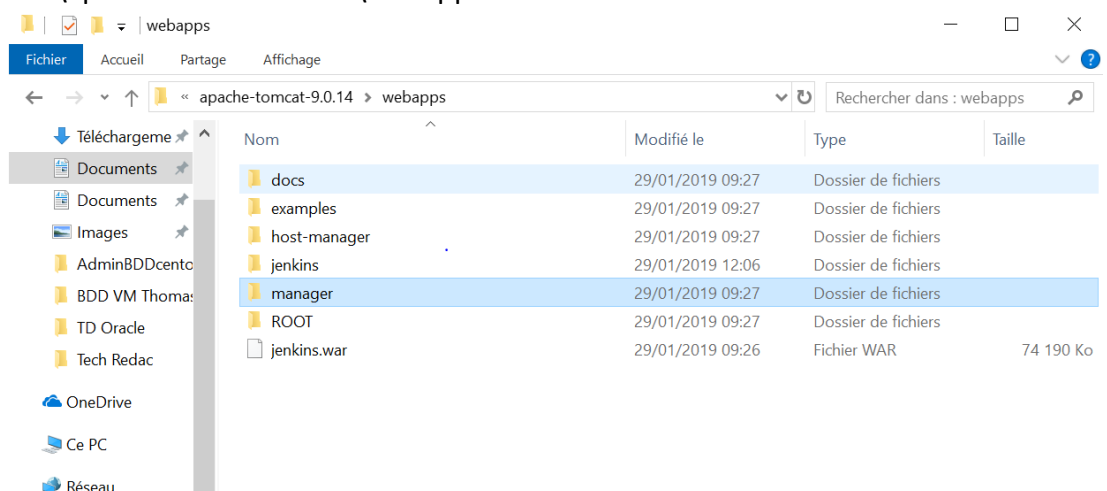 webapps
Fichier Accueil Partage Affichage
« apache-tomcat-9.0.14 > webapps Rechercher dans : webapps
Nom Modifié le Type Taille
Téléchargeme
Documents
Documents
Images
AdminBDDcento
BDD VM Thomas
TD Oracle
Tech Redac
OneDrive
Ce PC
Réseau
docs 29/01/2019 09:27 Dossier de fichiers
examples 29/01/2019 09:27 Dossier de fichiers
host-manager 29/01/2019 09:27 Dossier de fichiers
jenkins 29/01/2019 12:06 Dossier de fichiers
manager 29/01/2019 09:27 Dossier de fichiers
ROOT 29/01/2019 09:27 Dossier de fichiers
jenkins.war 29/01/2019 09:26 Fichier WAR 74 190 Ko